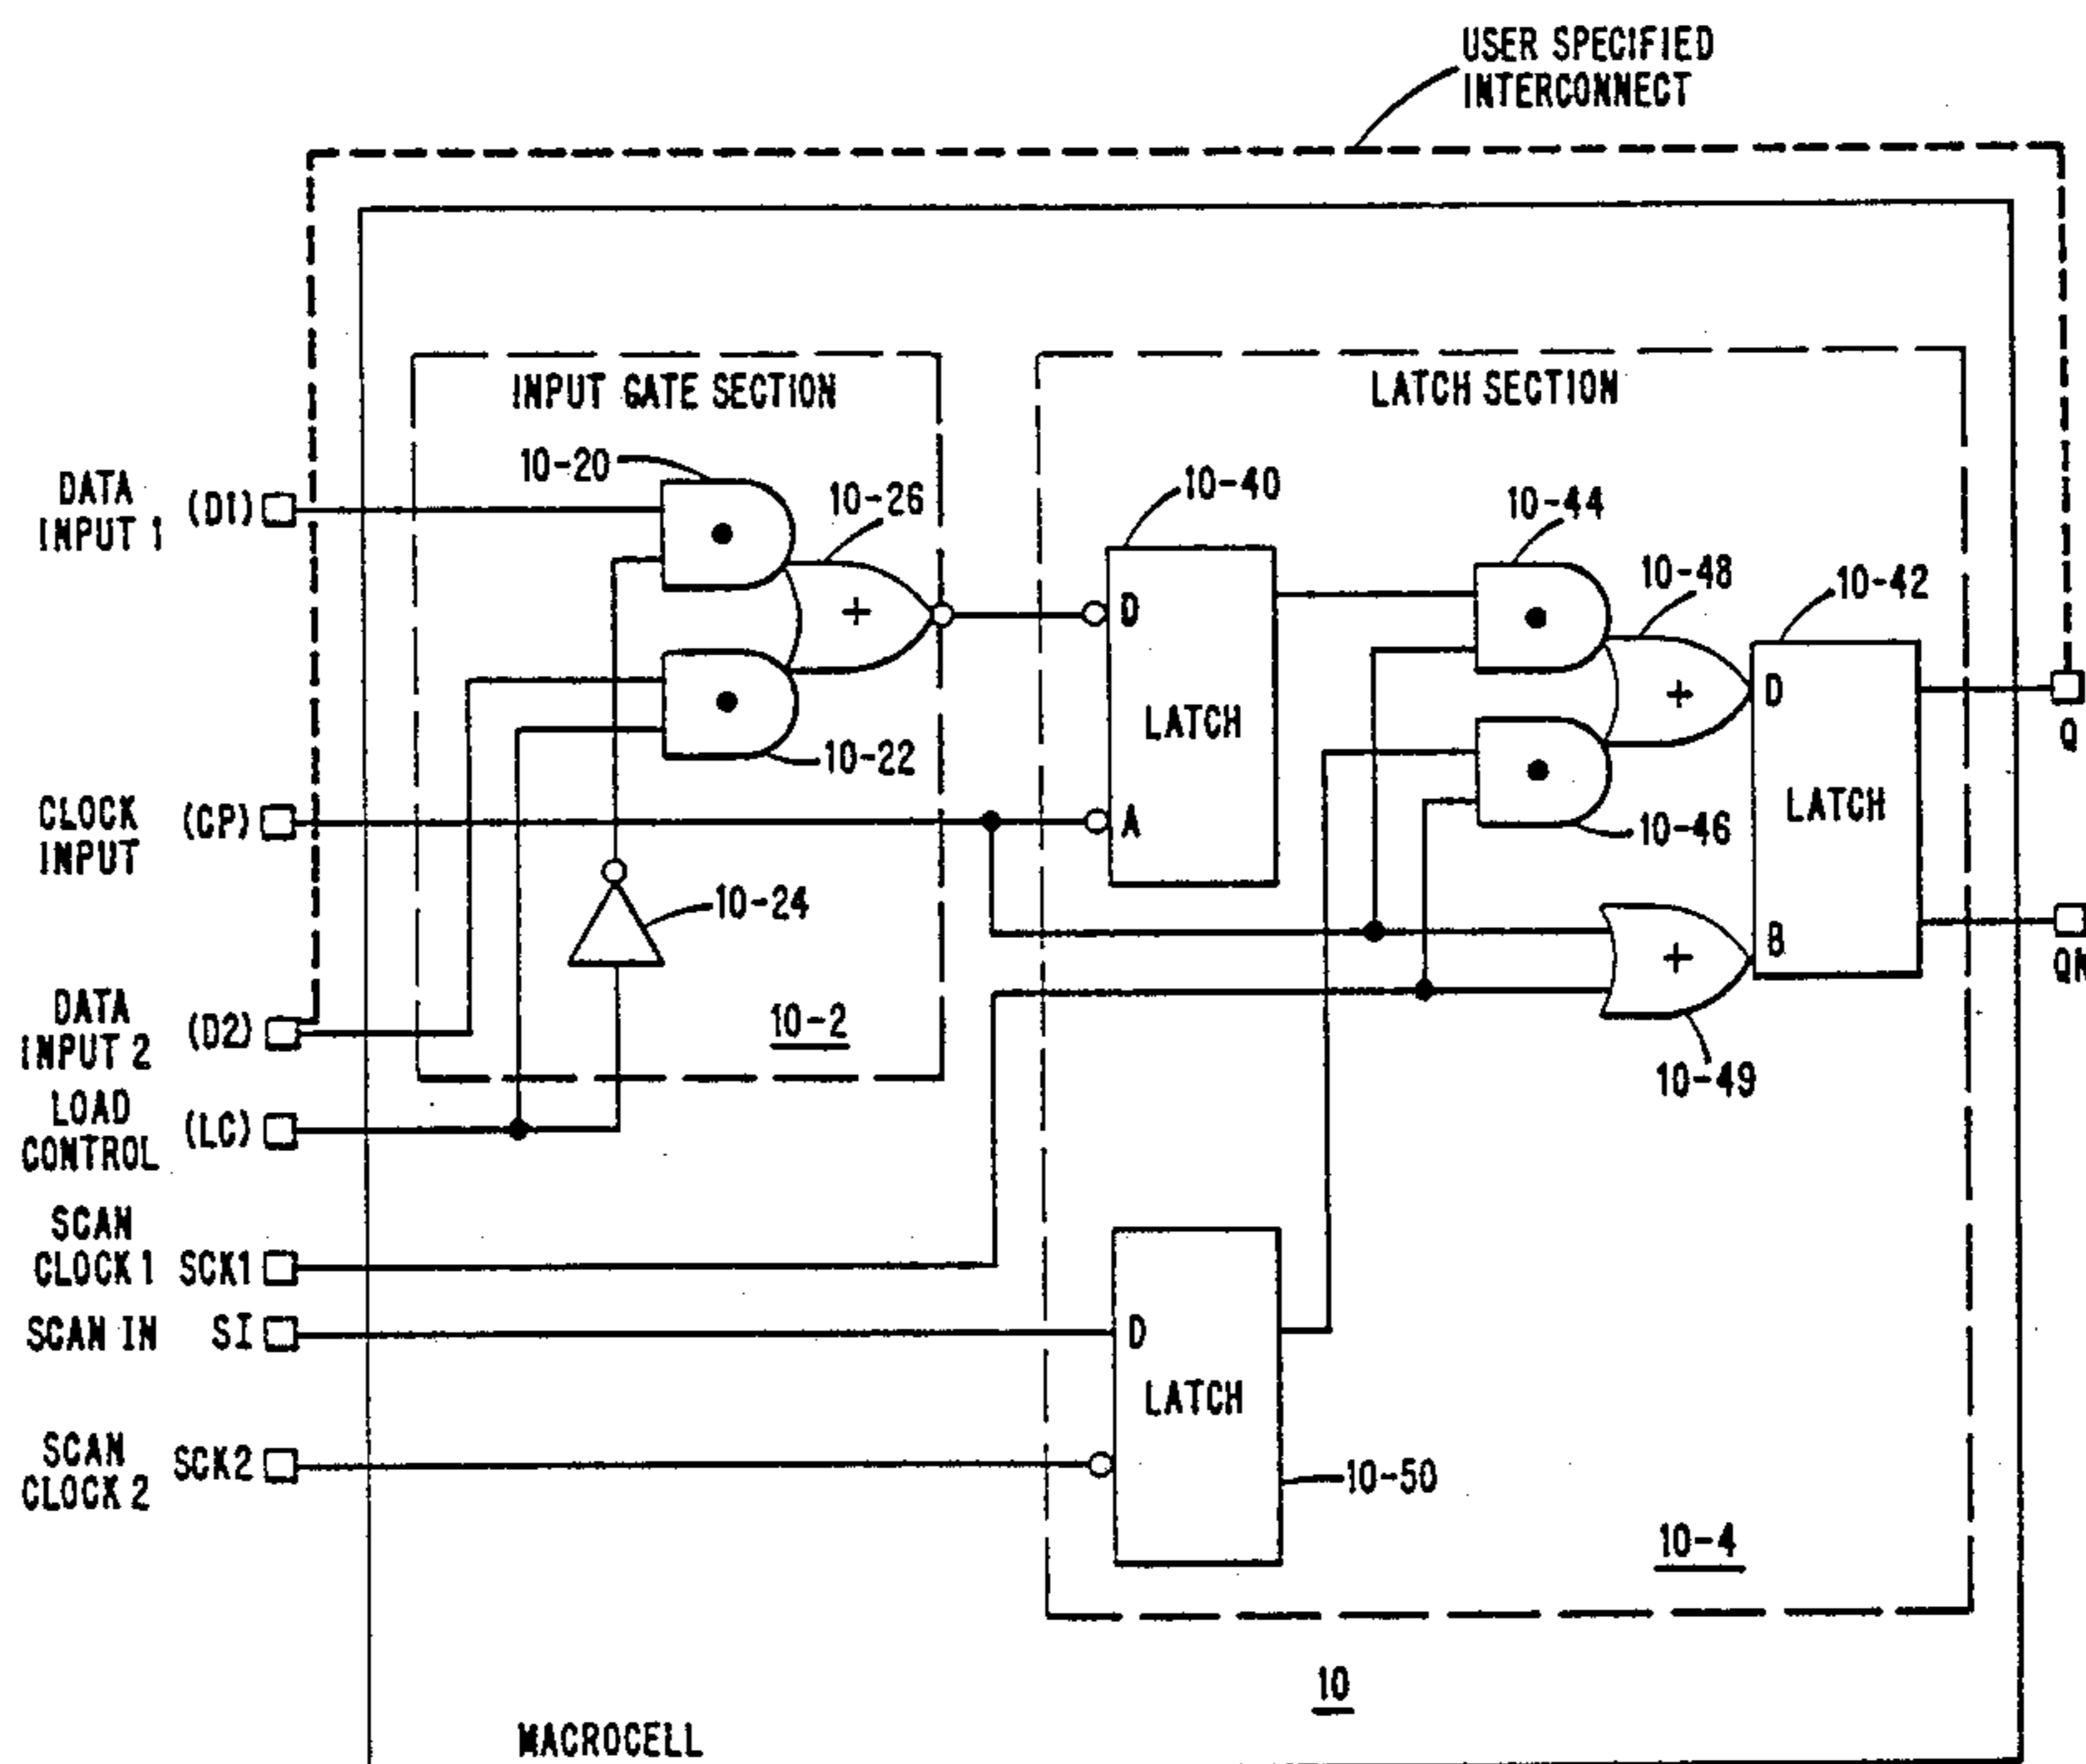 USER SPECIFIED
INTERCONNECT
INPUT GATE SECTION
LATCH SECTION
10-20
10-26
10-40
10-44
10-48
10-42
DATA
INPUT 1
(D1)
+
D
+
D
LATCH
LATCH
Q
10-22
10-46
CLOCK
INPUT
(CP)
A
10-24
+
B
QN
DATA
INPUT 2
(D2)
10-2
10-49
LOAD
CONTROL
(LC)
SCAN
CLOCK 1
SCK1
SCAN IN
SI
D
LATCH
SCAN
CLOCK 2
SCK2
10-50
10-4
10
MACROCELL